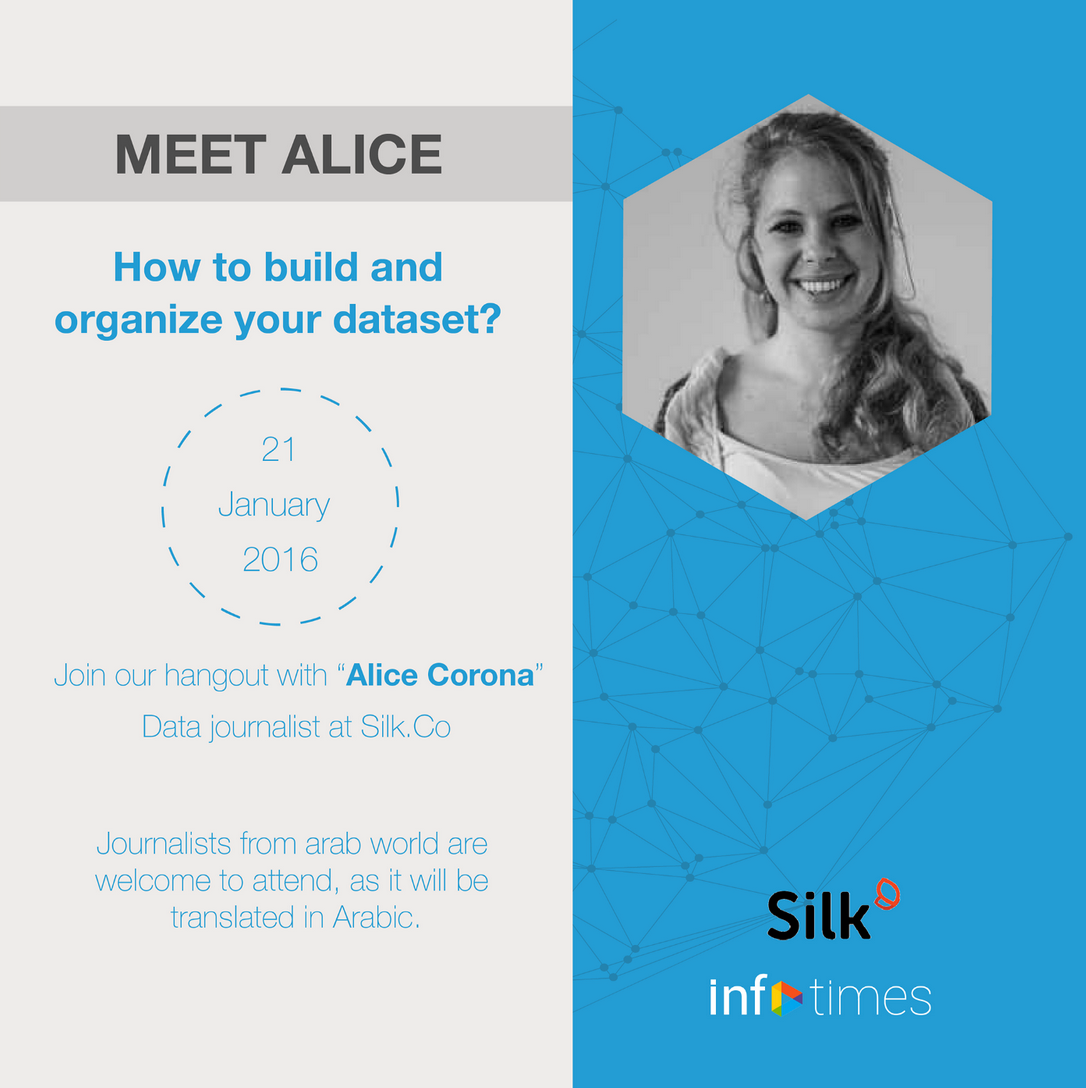 MEET ALICE
How to build and
organize your dataset?
21
January
2016
Join our hangout with “Alice Corona”
Data journalist at Silk.Co
Journalists from arab world are
welcome to attend, as it will be
translated in Arabic.
Silk
info times